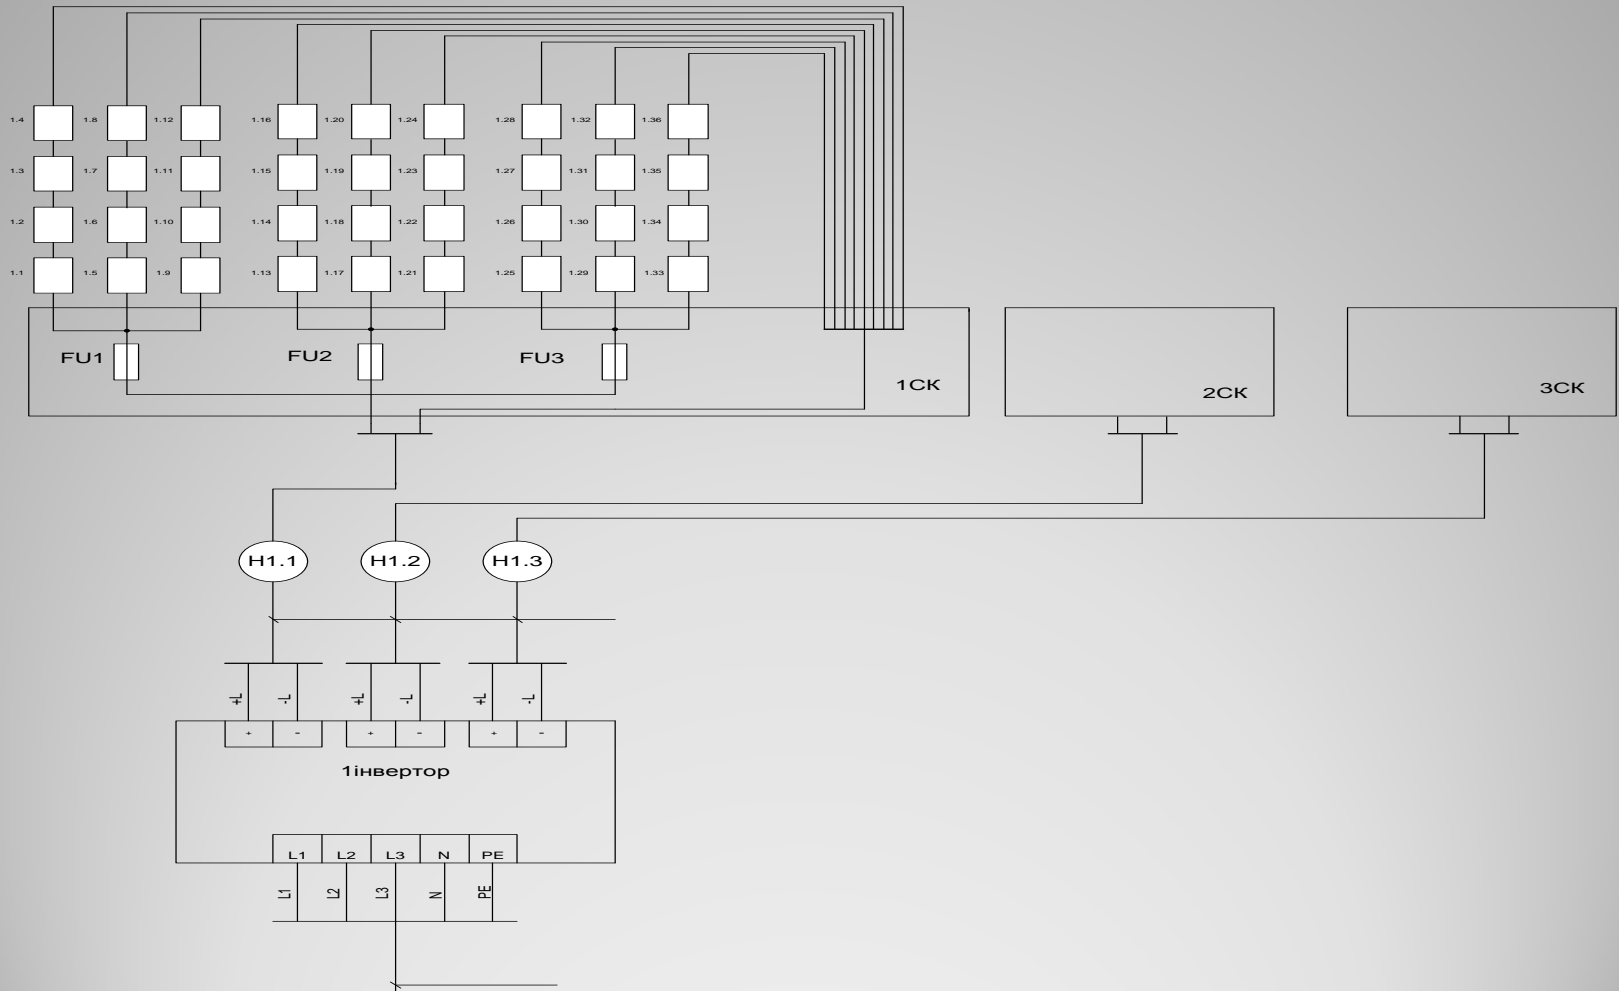 1.4 1.8 1.12 1.16 1.20 1.24 1.28 1.32 1.36
1.3 1.7 1.11 1.15 1.19 1.23 1.27 1.31 1.35
1.2 1.6 1.10 1.14 1.18 1.22 1.26 1.30 1.34
1.1 1.5 1.9 1.13 1.17 1.21 1.25 1.29 1.33
FU1 FU2 FU3
1СК 2СК 3СК
Н1.1 Н1.2 Н1.3
+L -L +L -L +L -L
+ - + - + -
1інвертор
L1 L2 L3 N PE
L1 L2 L3 N PE